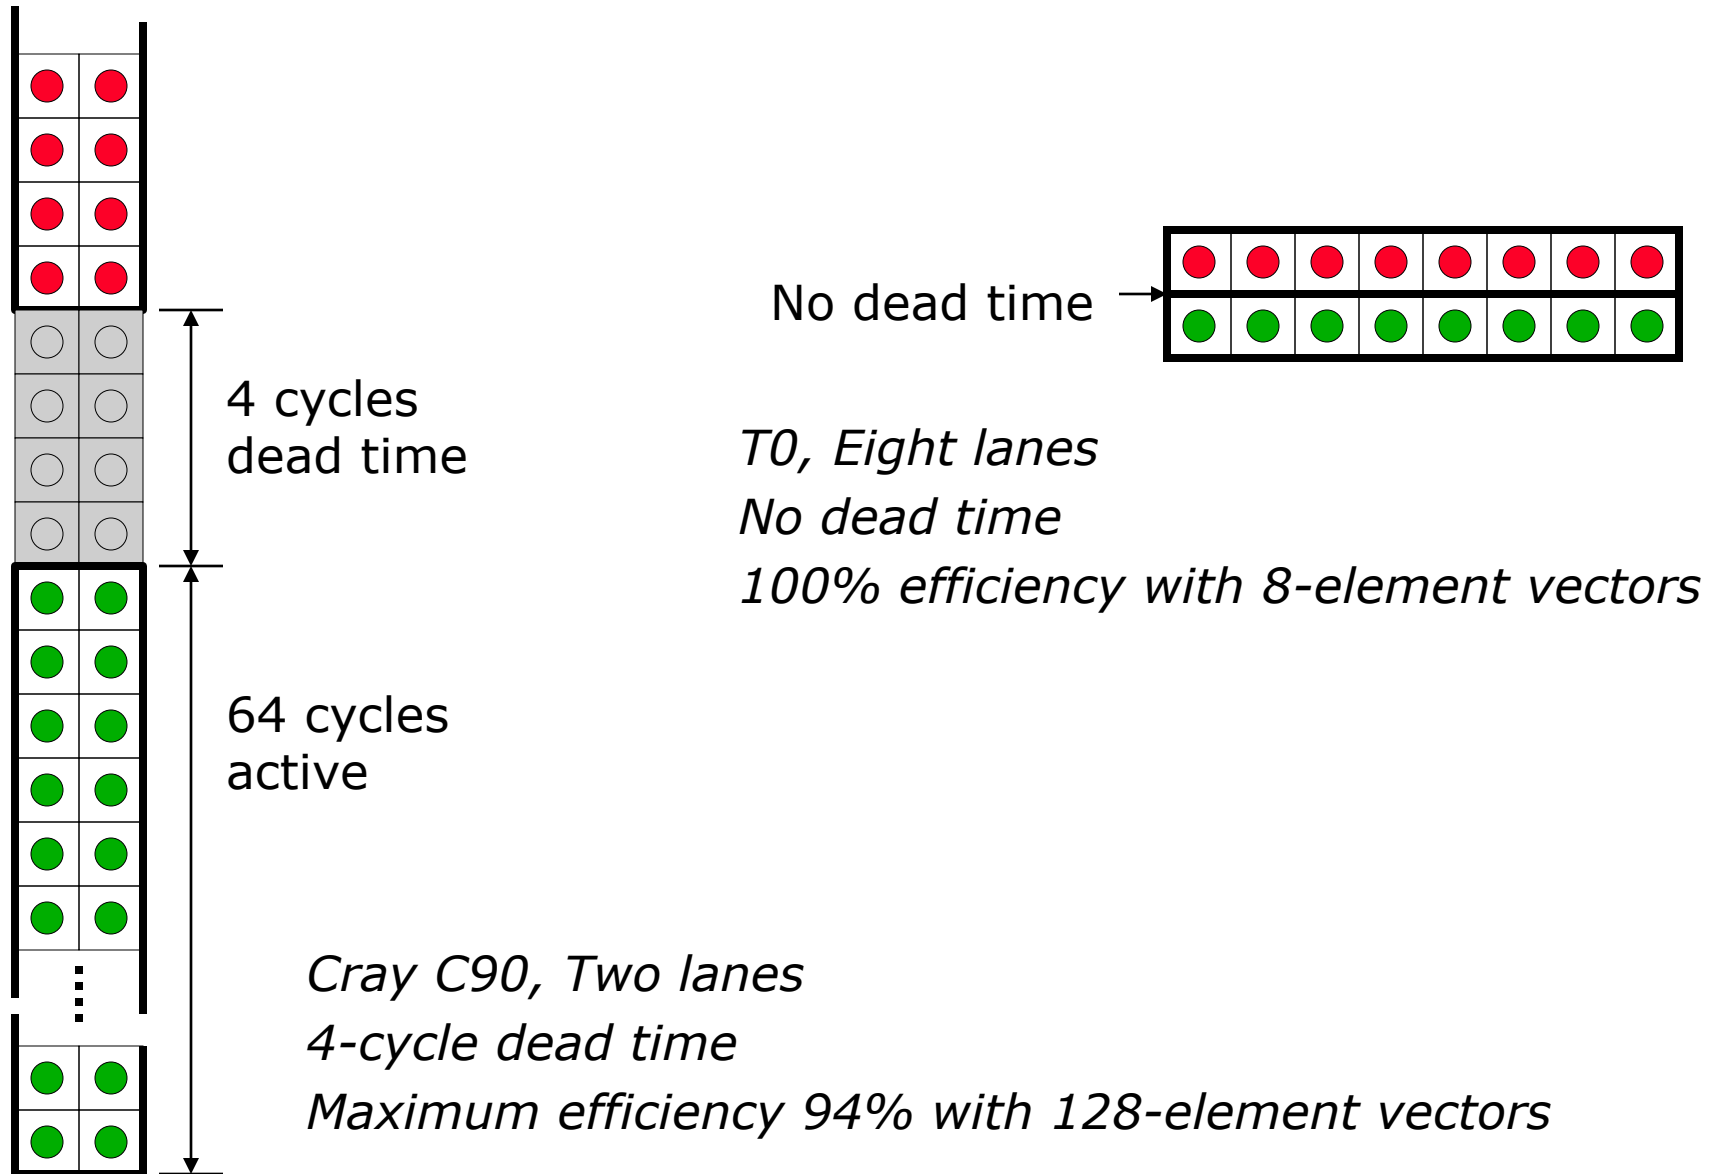 No dead time
4 cycles
dead time
T0, Eight lanes
No dead time
100% efficiency with 8-element vectors
64 cycles
active
Cray C90, Two lanes
4-cycle dead time
Maximum efficiency 94% with 128-element vectors